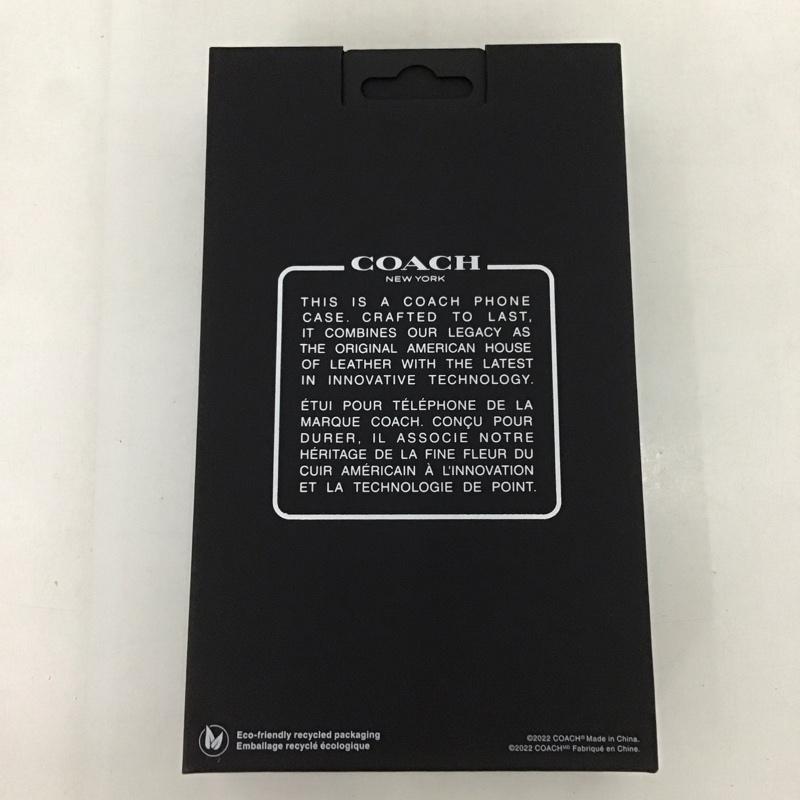 COACH
NEW YORK
THIS IS A COACH PHONE
CASE. CRAFTED TO LAST,
IT COMBINES OUR LEGACY AS
THE ORIGINAL AMERICAN HOUSE
OF LEATHER WITH THE LATEST
IN INNOVATIVE TECHNOLOGY.
ÉTUI POUR TÉLÉPHONE DE LA
MARQUE COACH. CONÇU POUR
DURER, IL ASSOCIE NOTRE
HÉRITAGE DE LA FINE FLEUR DU
CUIR AMÉRICAIN À L'INNOVATION
ET LA TECHNOLOGIE DE POINT.
Eco-friendly recycled packaging
Emballage recyclé écologique
©2022 COACH® Made in China.
©2022 COACHᴹᴰ Fabriqué en Chine.